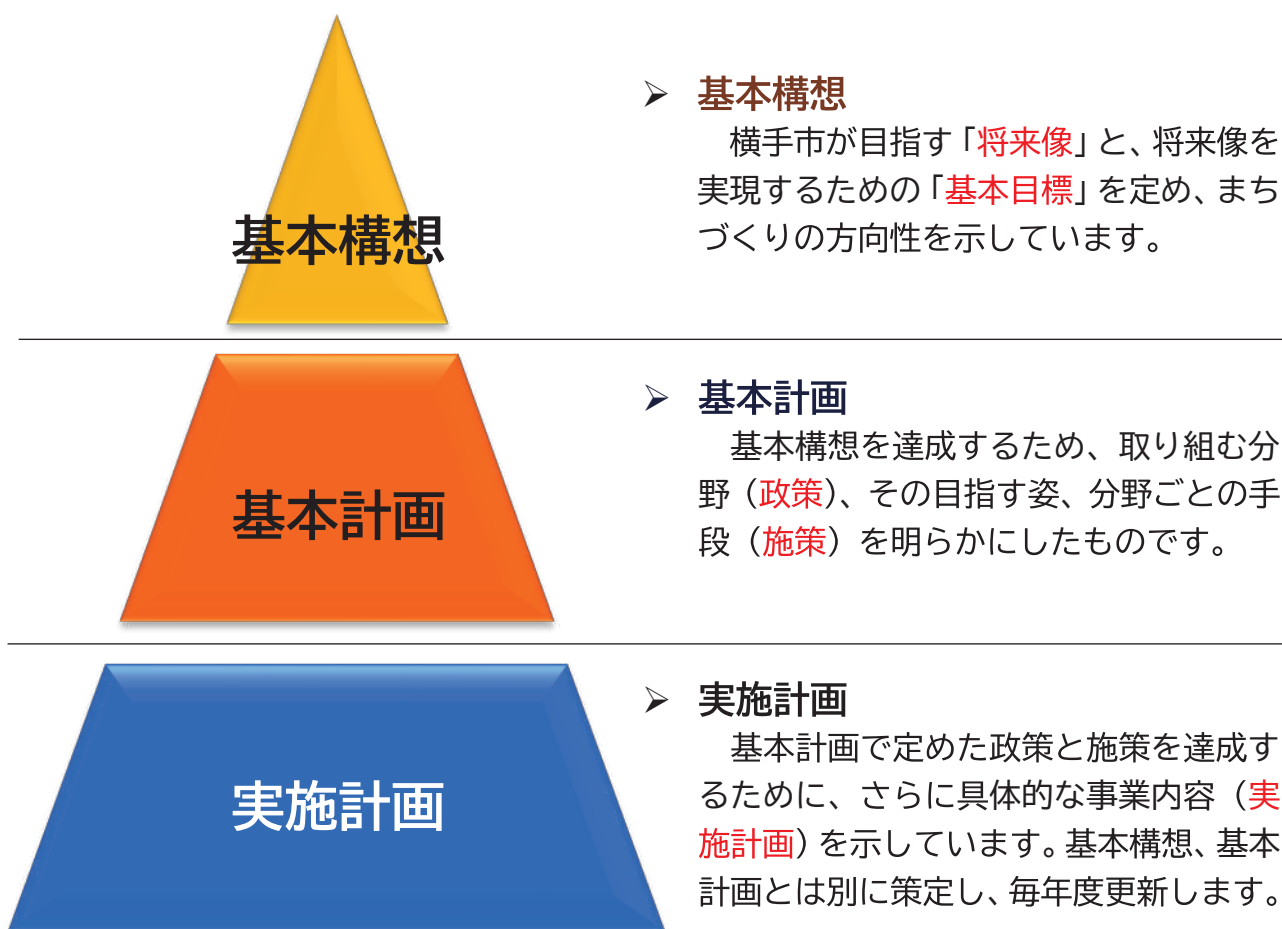 基本構想
➢ 基本構想
横手市が目指す「将来像」と、将来像を
実現するための「基本目標」を定め、まち
づくりの方向性を示しています。
基本計画
➢ 基本計画
基本構想を達成するため、取り組む分
野（政策）、その目指す姿、分野ごとの手
段（施策）を明らかにしたものです。
実施計画
➢ 実施計画
基本計画で定めた政策と施策を達成す
るために、さらに具体的な事業内容（実
施計画）を示しています。基本構想、基本
計画とは別に策定し、毎年度更新します。